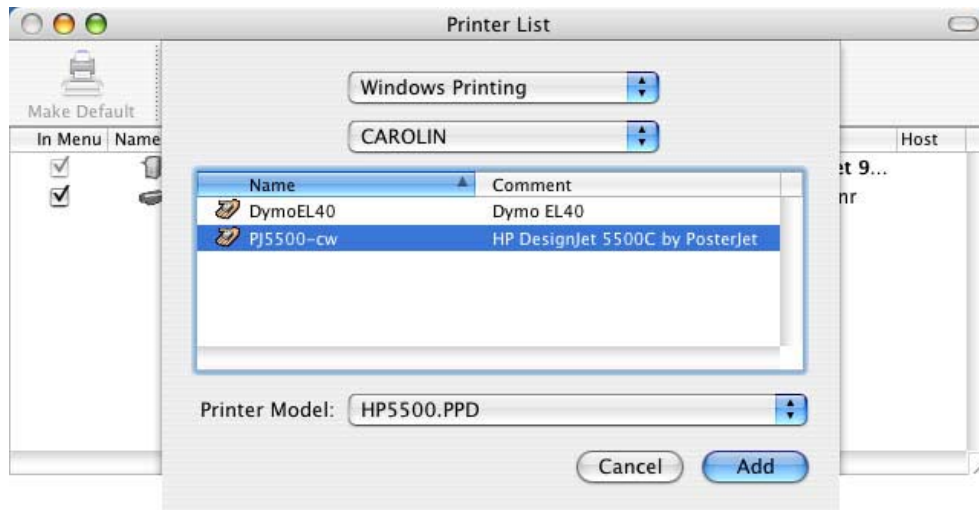 Printer List
Windows Printing
Make Default
CAROLIN
In Menu Name Host
Name Comment
et 9...
DymoEL40 Dymo EL40
nr
PJ5500-cw HP DesignJet 5500C by PosterJet
Printer Model: HP5500.PPD
Cancel Add